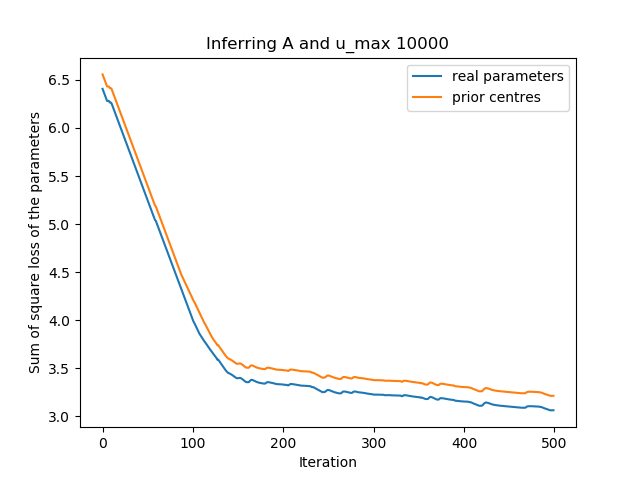 Inferring A and u_max 10000
real parameters
prior centres
Sum of square loss of the parameters
6.5
6.0
5.5
5.0
4.5
4.0
3.5
3.0
0 100 200 300 400 500
Iteration